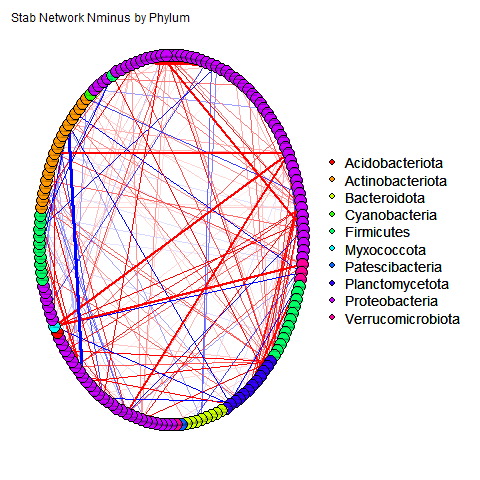 Stab Network Nminus by Phylum
Acidobacteriota
Actinobacteriota
Bacteroidota
Cyanobacteria
Firmicutes
Myxococcota
Patescibacteria
Planctomycetota
Proteobacteria
Verrucomicrobiota